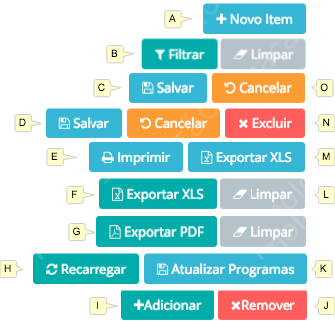 A + Novo Item
B Filtrar Limpar
C Salvar Cancelar O
D Salvar Cancelar Excluir N
E Imprimir Exportar XLS M
F Exportar XLS Limpar L
G Exportar PDF Limpar
H Recarregar Atualizar Programas K
I +Adicionar Remover J